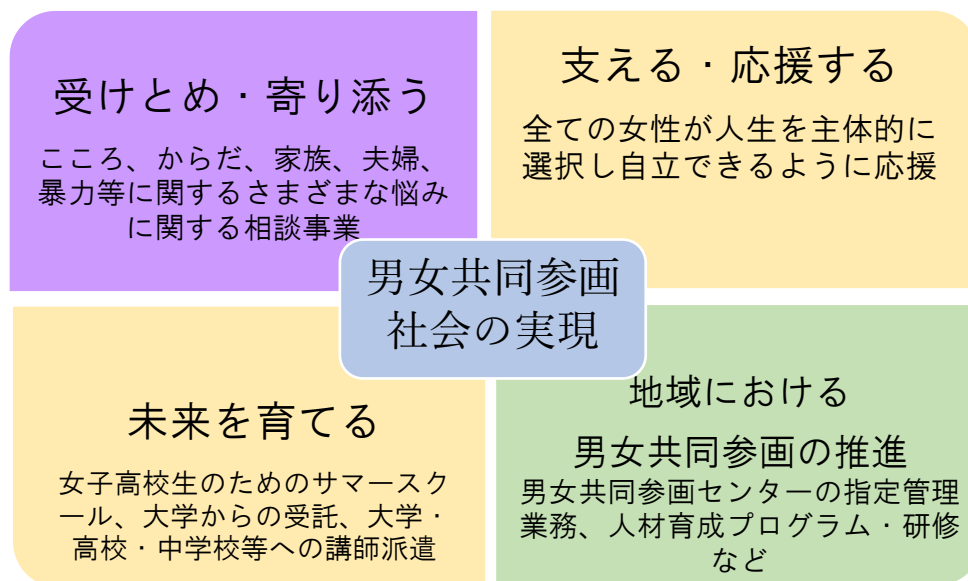 受けとめ・寄り添う
こころ、からだ、家族、夫婦、
暴力等に関するさまざまな悩み
に関する相談事業
支える・応援する
全ての女性が人生を主体的に
選択し自立できるように応援
男女共同参画
社会の実現
未来を育てる
女子高校生のためのサマースク
ール、大学からの受託、大学・
高校・中学校等への講師派遣
地域における
男女共同参画の推進
男女共同参画センターの指定管理
業務、人材育成プログラム・研修
など